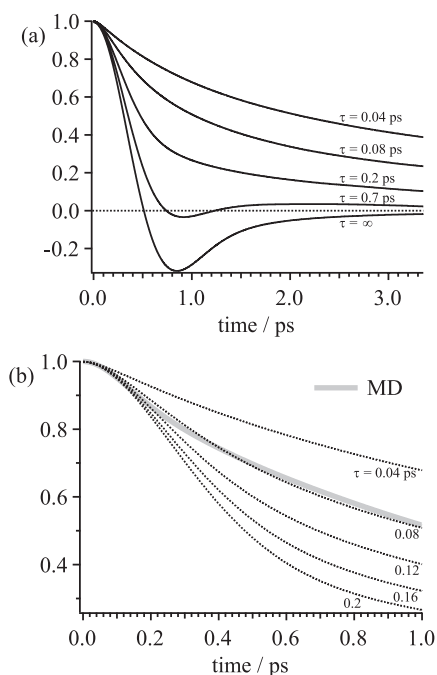 (a)
1.0
0.8
0.6
0.4
0.2
0.0
-0.2
τ = 0.04 ps
τ = 0.08 ps
τ = 0.2 ps
τ = 0.7 ps
τ = ∞
0.0 1.0 2.0 3.0
time / ps
(b)
1.0
0.8
0.6
0.4
MD
τ = 0.04 ps
0.08
0.12
0.16
0.2
0.0 0.2 0.4 0.6 0.8 1.0
time / ps